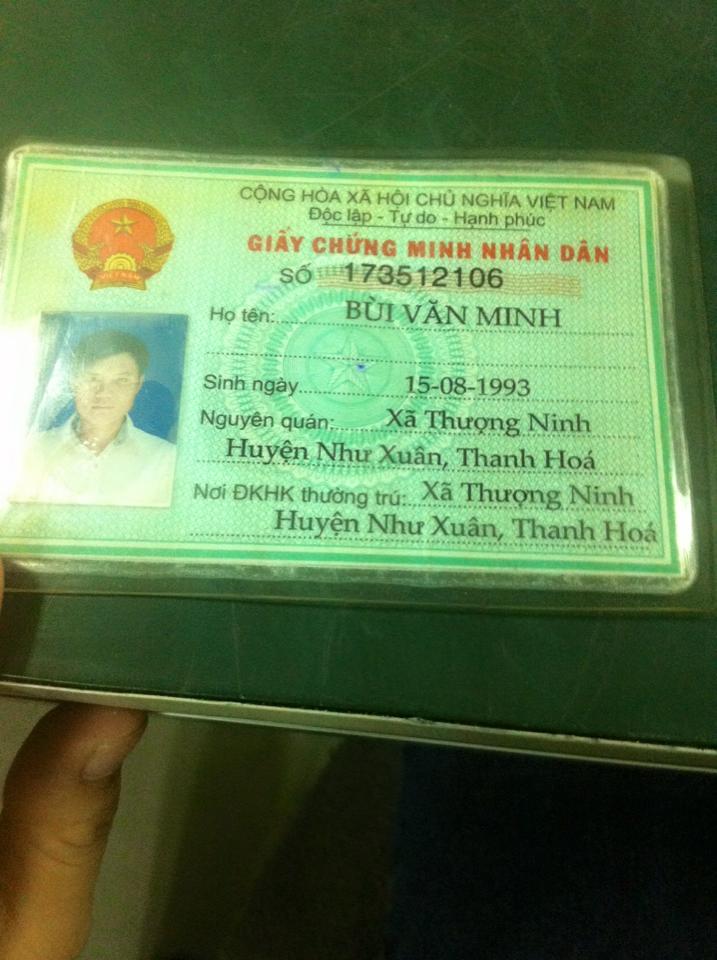 CỘNG HÒA XÃ HỘI CHỦ NGHĨA VIỆT NAM
Độc lập - Tự do - Hạnh phúc
GIẤY CHỨNG MINH NHÂN DÂN
SỐ 173512106
Họ tên: BÙI VĂN MINH
Sinh ngày 15-08-1993
Nguyên quán: Xã Thượng Ninh
Huyện Như Xuân, Thanh Hoá
Nơi ĐKHK thường trú: Xã Thượng Ninh
Huyện Như Xuân, Thanh Hoá
VIỆT NAM